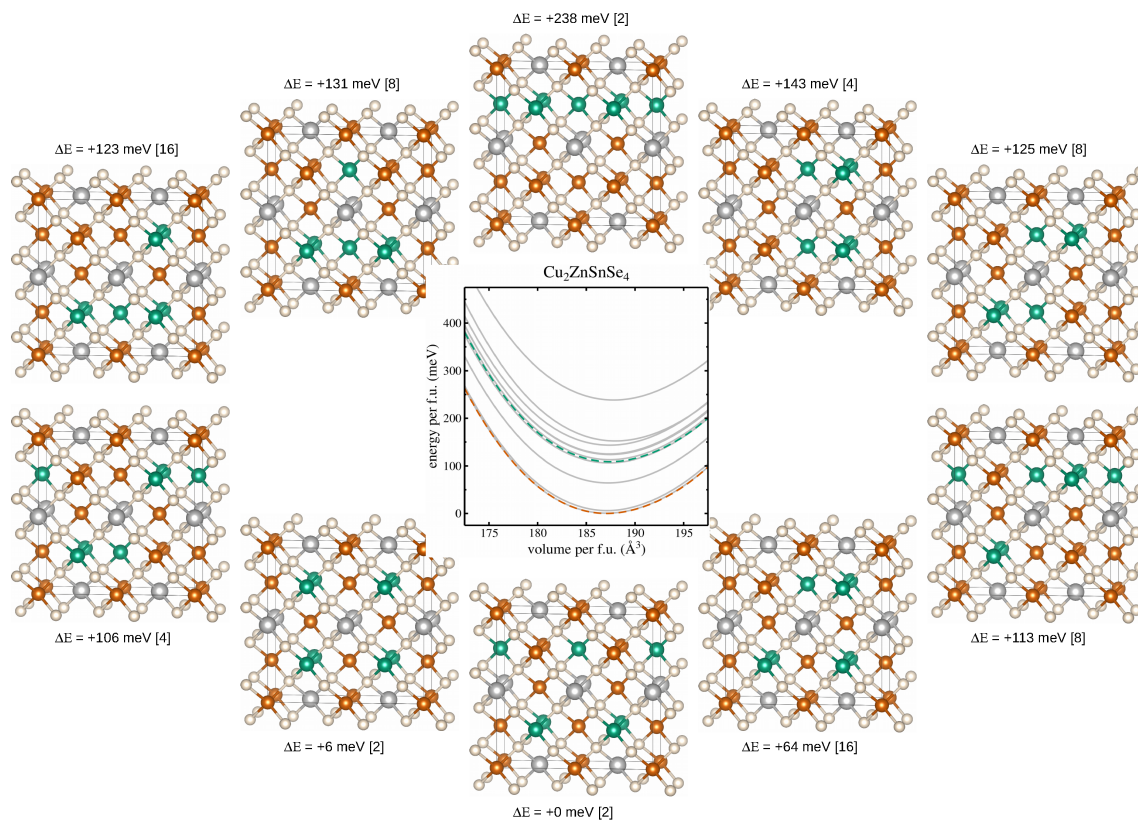 ΔE = +238 meV [2]
ΔE = +131 meV [8]
ΔE = +143 meV [4]
ΔE = +123 meV [16]
ΔE = +125 meV [8]
Cu₂ZnSnSe₄
400
300
200
100
0
energy per f.u. (meV)
175 180 185 190 195
volume per f.u. (Å³)
ΔE = +106 meV [4]
ΔE = +113 meV [8]
ΔE = +6 meV [2]
ΔE = +64 meV [16]
ΔE = +0 meV [2]